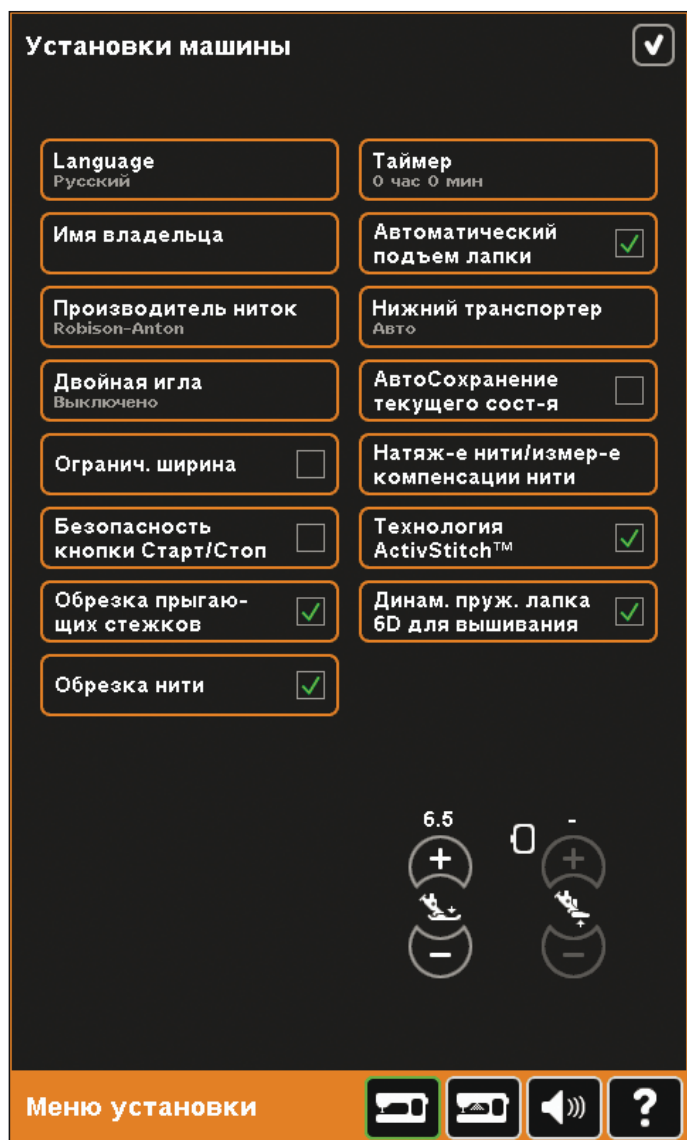 Установки машины
Language
Русский
Имя владельца
Производитель ниток
Robison-Anton
Двойная игла
Выключено
Огранич. ширина
Безопасность
кнопки Старт/Стоп
Обрезка прыгаю-
щих стежков
Обрезка нити
Таймер
0 час 0 мин
Автоматический
подъем лапки
Нижний транспортер
Авто
АвтоСохранение
текущего сост-я
Натяж-е нити/измер-е
компенсации нити
Технология
ActivStitch™
Динам. пруж. лапка
6D для вышивания
6.5
-
+
+
−
−
Меню установки
?